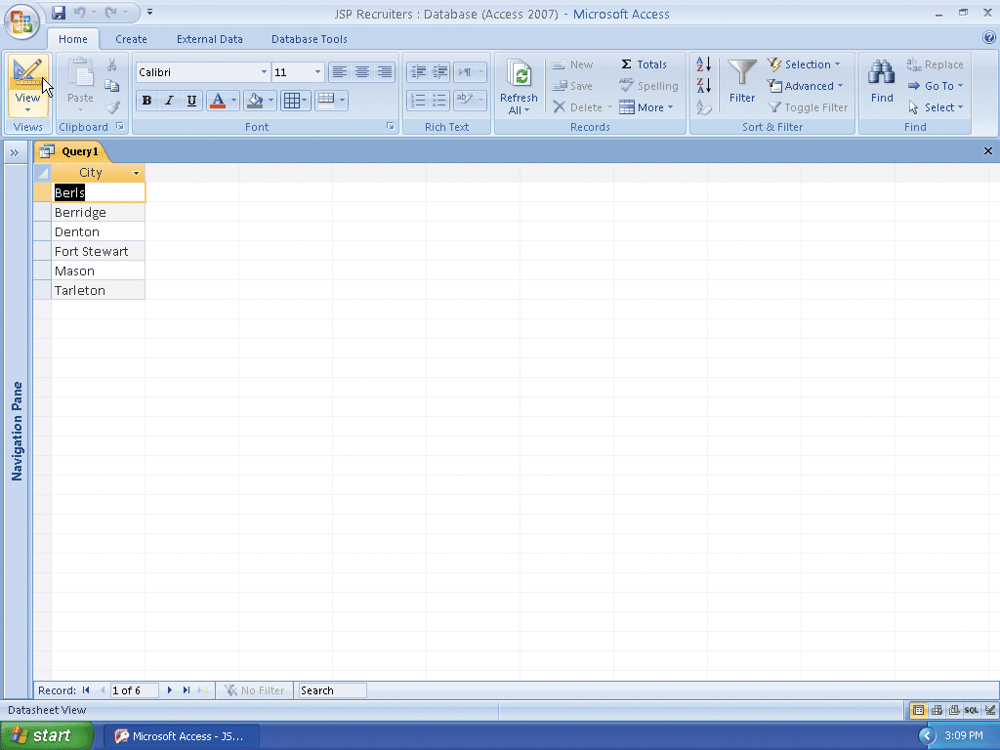 JSP Recruiters : Database (Access 2007) - Microsoft Access
Home Create External Data Database Tools
View
Views
Paste
Clipboard
Calibri 11
B I U A
Font
Rich Text
Refresh
All
New
Save
Delete
Σ Totals
Spelling
More
Records
Filter
Selection
Advanced
Toggle Filter
Sort & Filter
Find
Replace
Go To
Select
Find
Query1
City
Berls
Berridge
Denton
Fort Stewart
Mason
Tarleton
Navigation Pane
Record: 1 of 6 No Filter Search
Datasheet View SQL
start Microsoft Access - JS... 3:09 PM